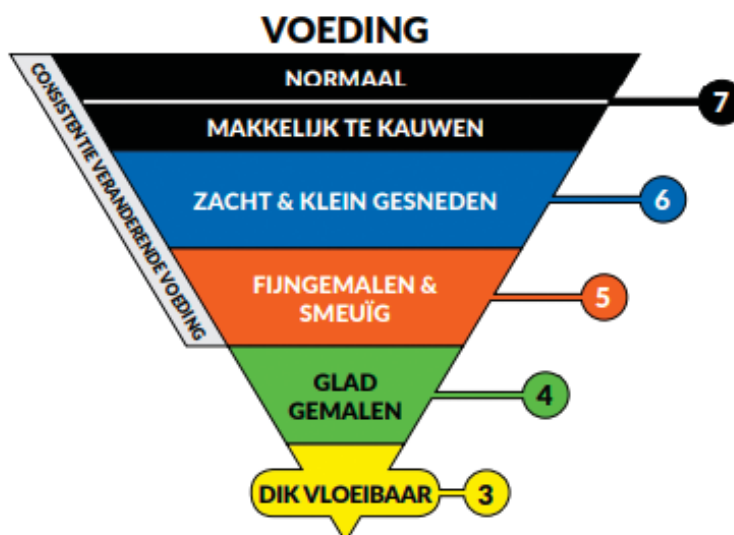 VOEDING
NORMAAL
7
MAKKELIJK TE KAUWEN
CONSISTENTIE VERANDERENDE VOEDING
ZACHT & KLEIN GESNEDEN
6
FIJNGEMALEN &
SMEUÏG
5
GLAD
GEMALEN
4
DIK VLOEIBAAR
3